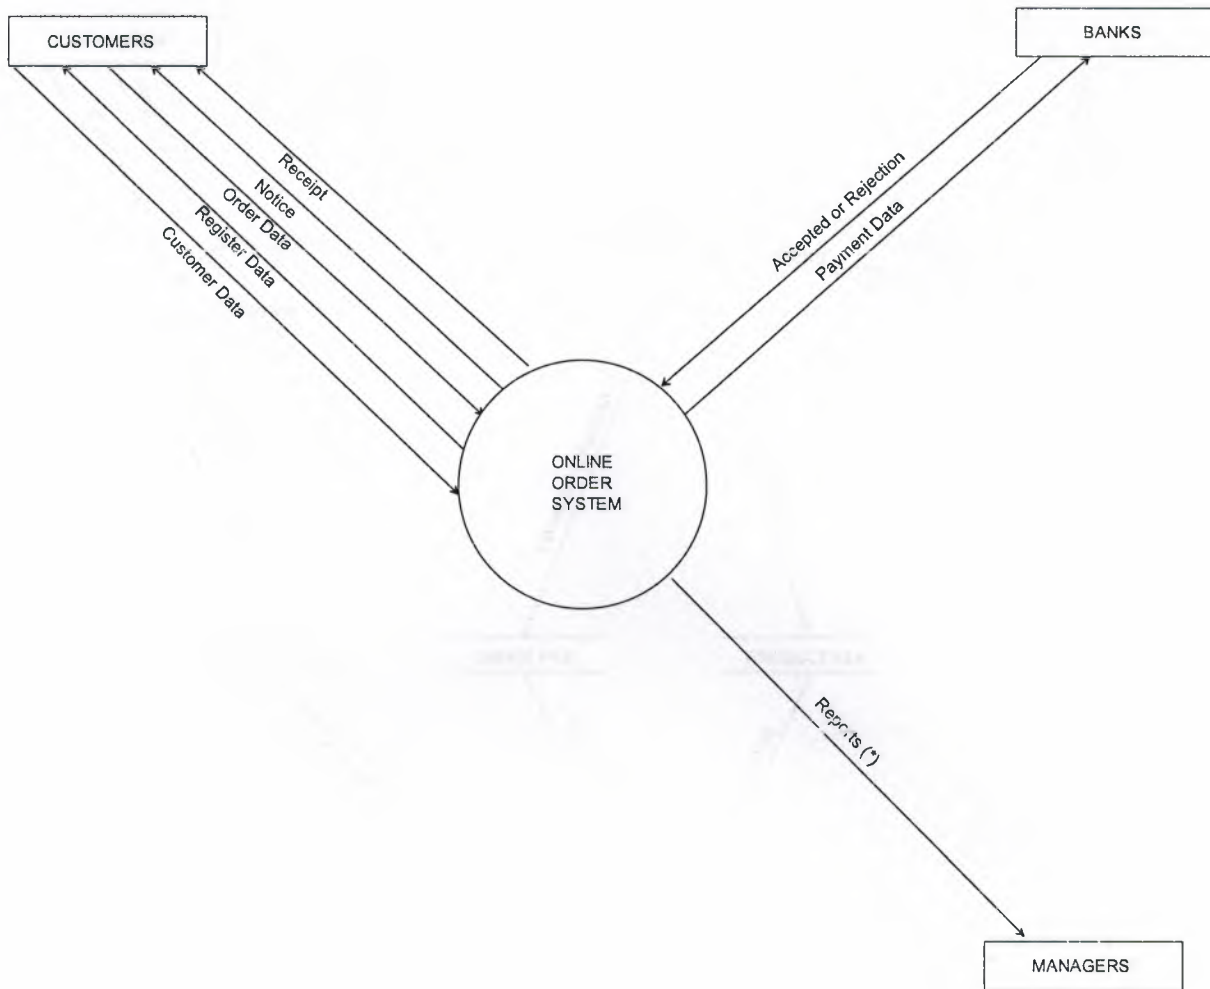 CUSTOMERS
BANKS
Receipt
Notice
Order Data
Register Data
Customer Data
Accepted or Rejection
Payment Data
ONLINE
ORDER
SYSTEM
Reports (*)
MANAGERS